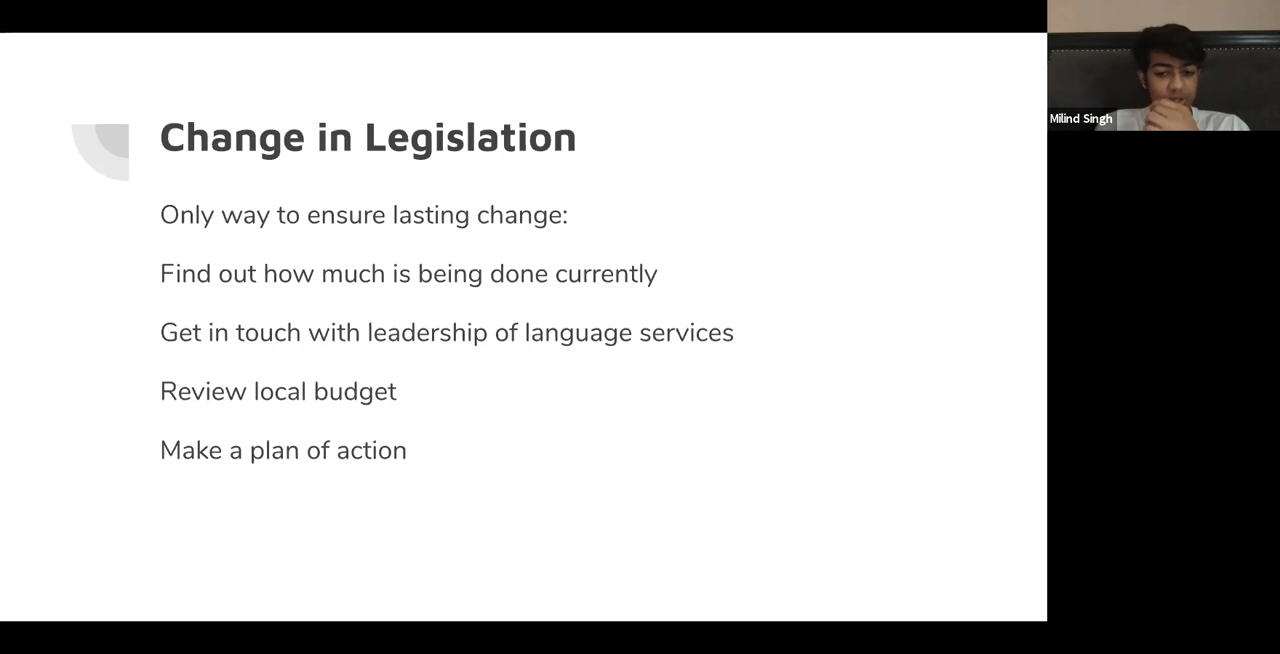 Change in Legislation
Only way to ensure lasting change:
Find out how much is being done currently
Get in touch with leadership of language services
Review local budget
Make a plan of action
Milind Singh